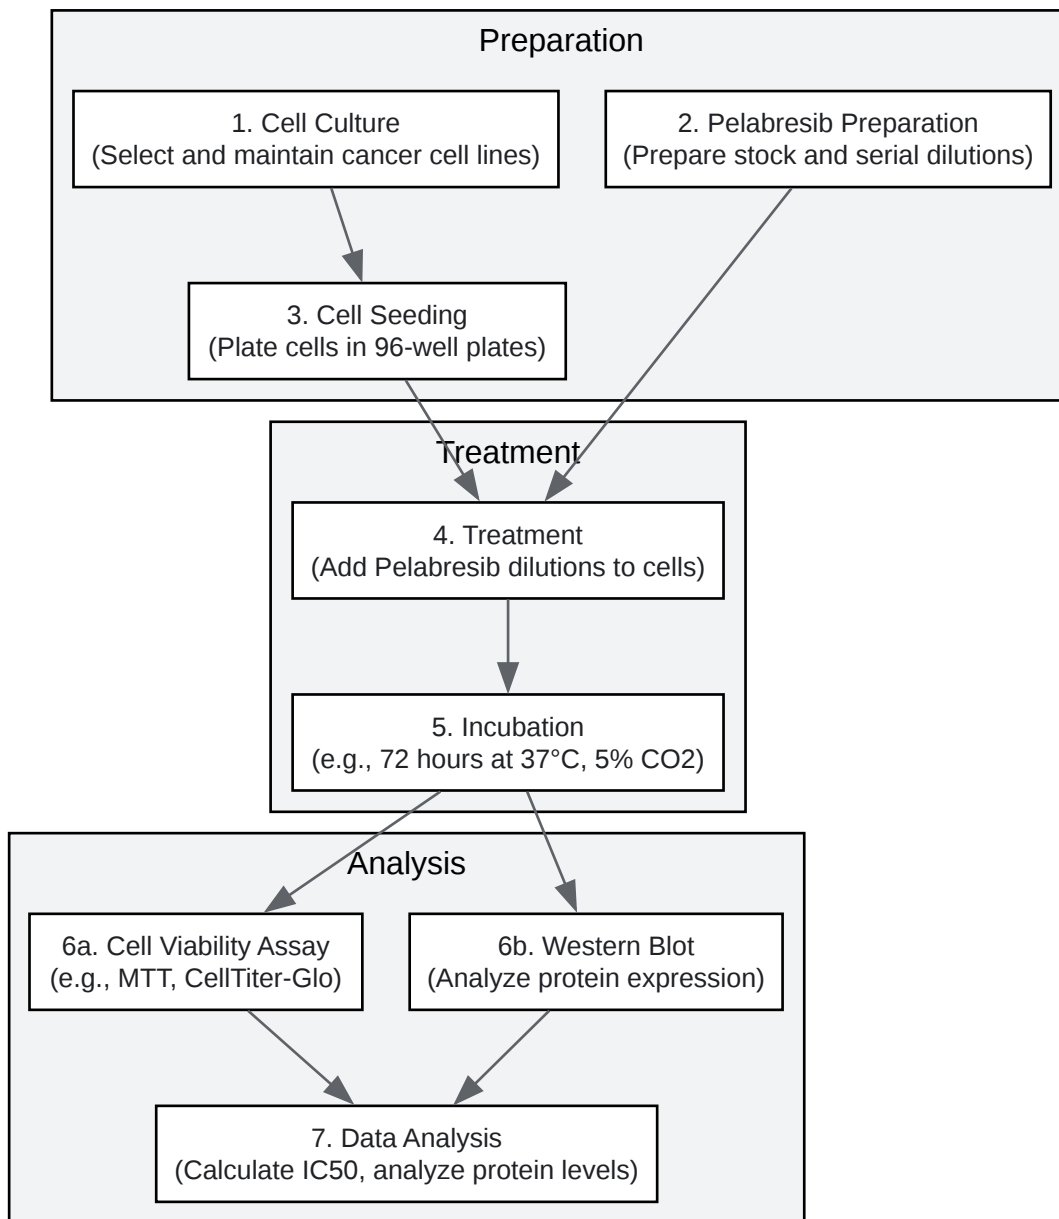 Preparation
1. Cell Culture
(Select and maintain cancer cell lines)
2. Pelabresib Preparation
(Prepare stock and serial dilutions)
3. Cell Seeding
(Plate cells in 96-well plates)
Treatment
4. Treatment
(Add Pelabresib dilutions to cells)
5. Incubation
(e.g., 72 hours at 37°C, 5% CO2)
Analysis
6a. Cell Viability Assay
(e.g., MTT, CellTiter-Glo)
6b. Western Blot
(Analyze protein expression)
7. Data Analysis
(Calculate IC50, analyze protein levels)